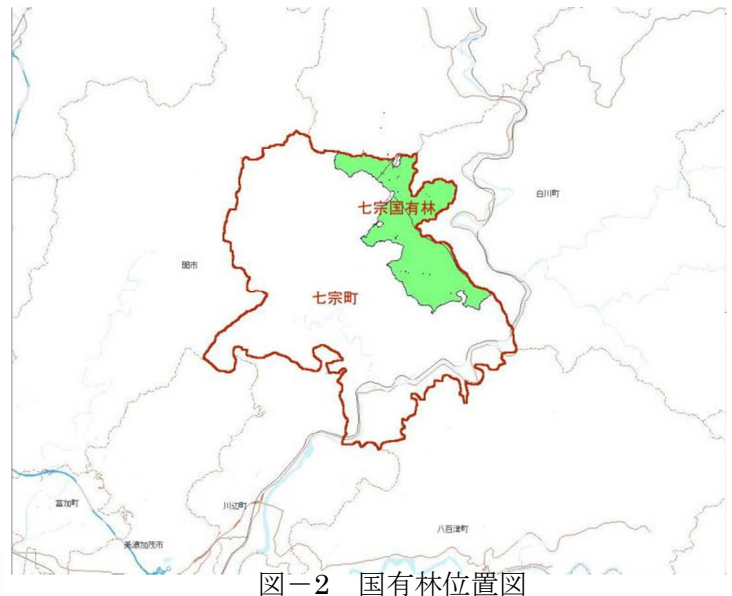 白川町
七宗国有林
関市
七宗町
富加町
川辺町
八百津町
美濃加茂市
図－2　国有林位置図